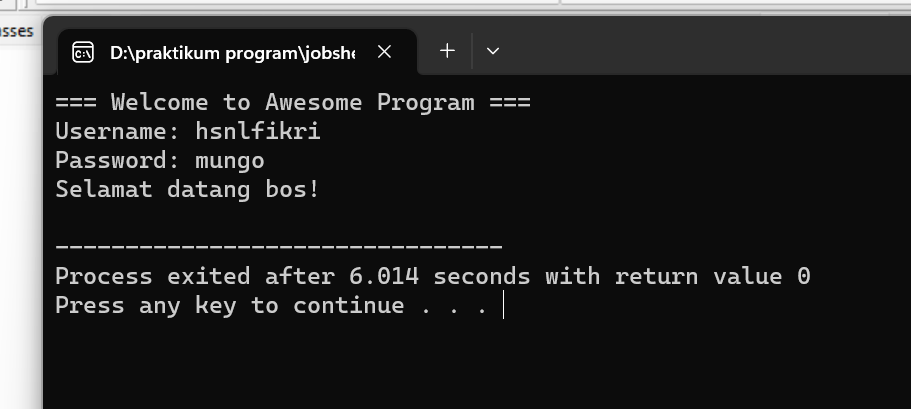 sses
D:\praktikum program\jobshe
=== Welcome to Awesome Program ===
Username: hsnlfikri
Password: mungo
Selamat datang bos!
--------------------------------
Process exited after 6.014 seconds with return value 0
Press any key to continue . . .